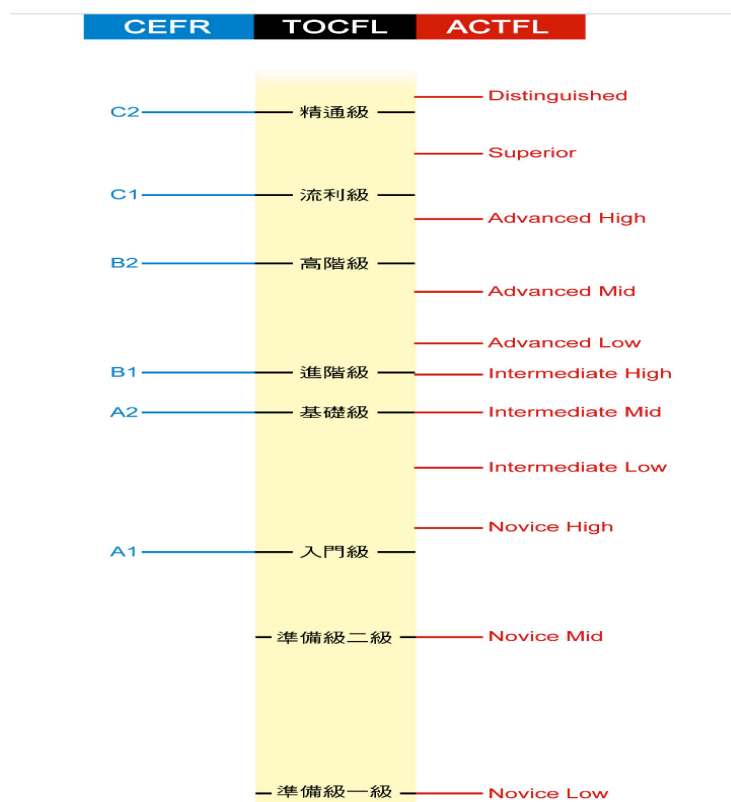 CEFR TOCFL ACTFL
Distinguished
C2 精通級
Superior
C1 流利級
Advanced High
B2 高階級
Advanced Mid
Advanced Low
B1 進階級 Intermediate High
A2 基礎級 Intermediate Mid
Intermediate Low
Novice High
A1 入門級
準備級二級 Novice Mid
準備級一級 Novice Low